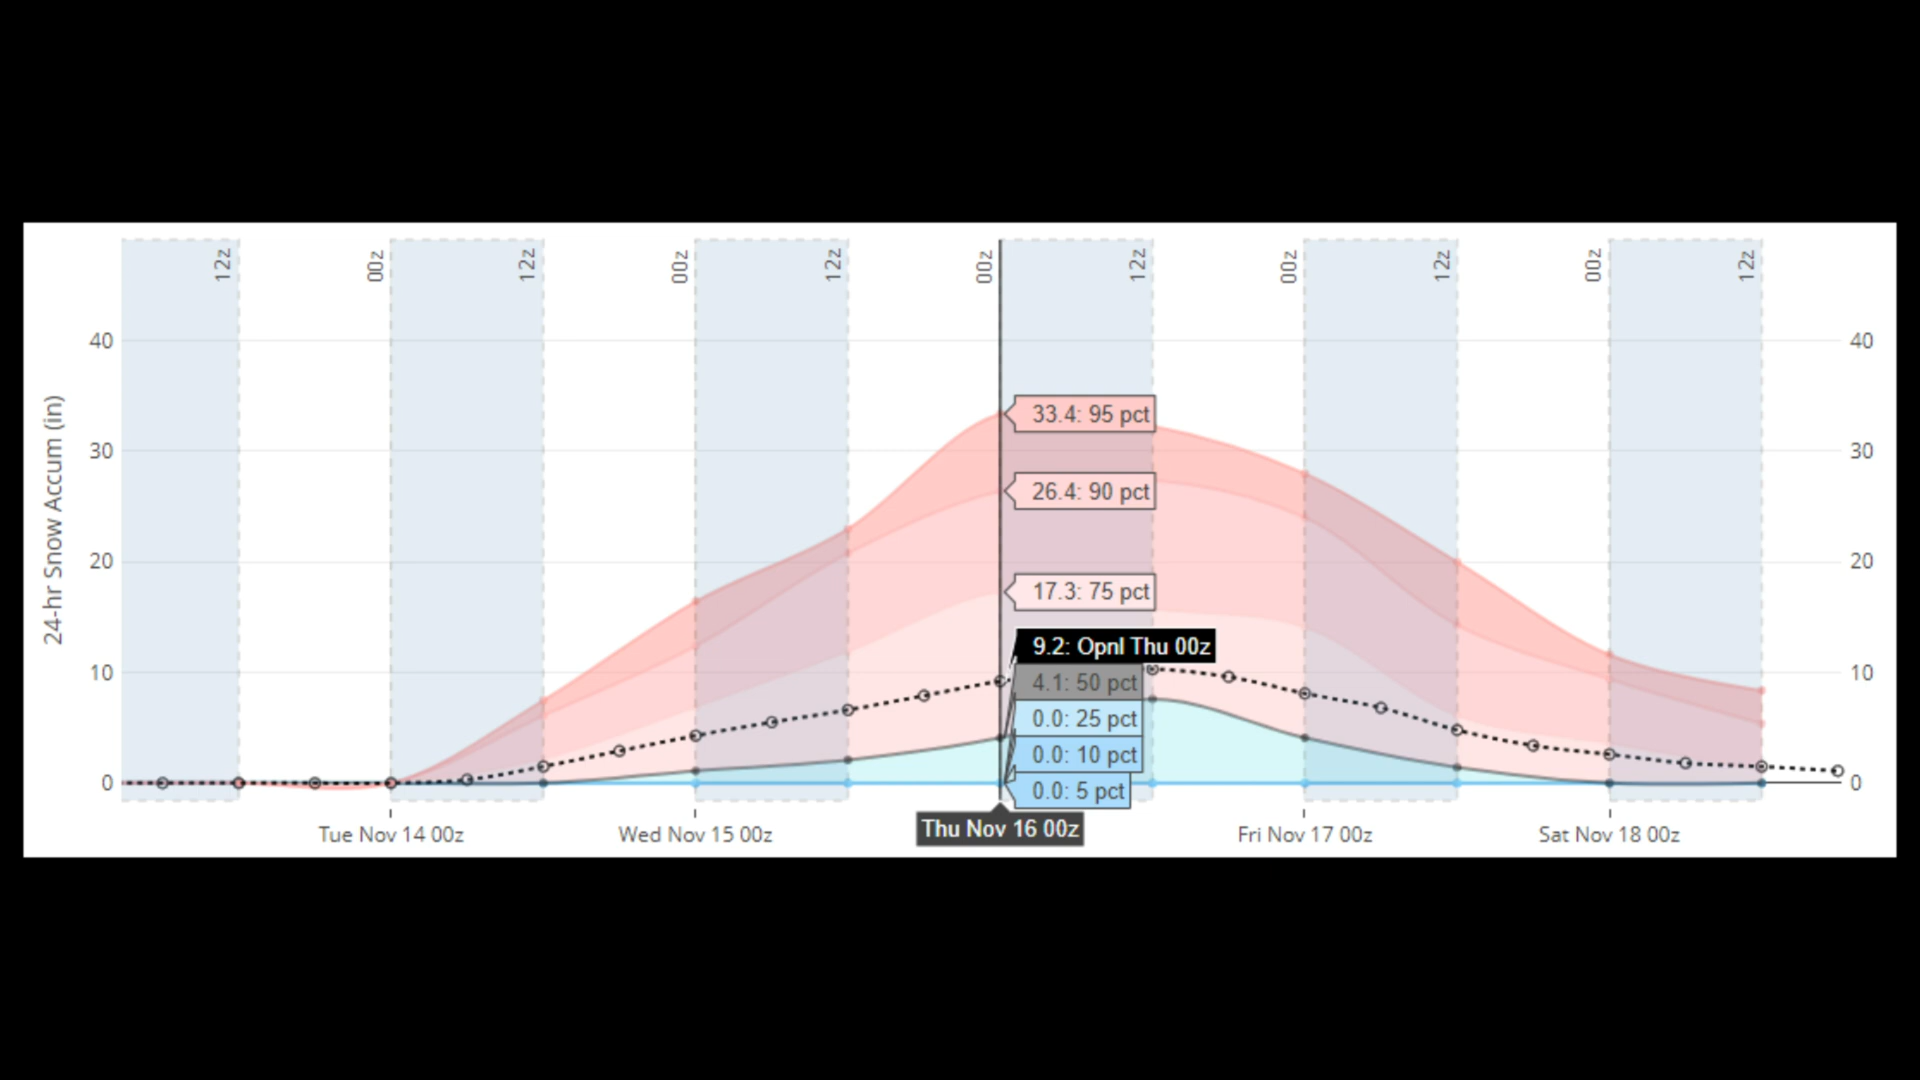 12z 00z 12z 00z 12z 00z 12z 00z 12z 00z 12z
24-hr Snow Accum (in)
40 40
30 30
20 20
10 10
0 0
33.4: 95 pct
26.4: 90 pct
17.3: 75 pct
9.2: Opnl Thu 00z
4.1: 50 pct
0.0: 25 pct
0.0: 10 pct
0.0: 5 pct
Tue Nov 14 00z Wed Nov 15 00z Thu Nov 16 00z Fri Nov 17 00z Sat Nov 18 00z